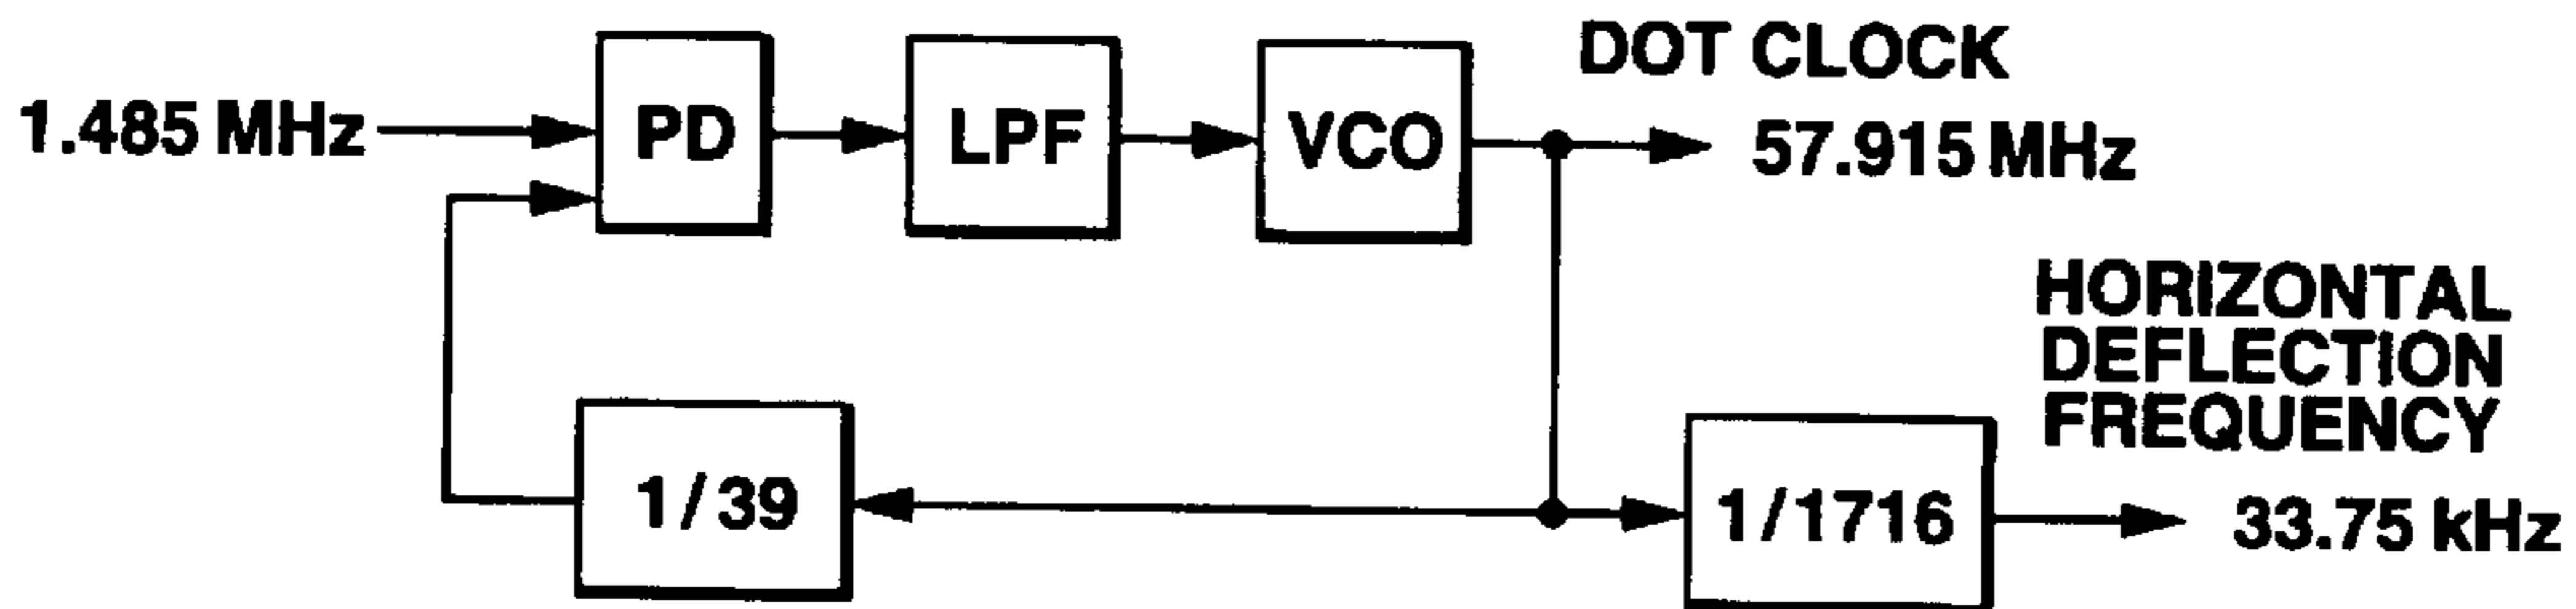 1.485 MHz
PD
LPF
VCO
DOT CLOCK
57.915 MHz
1/39
1/1716
HORIZONTAL
DEFLECTION
FREQUENCY
33.75 kHz